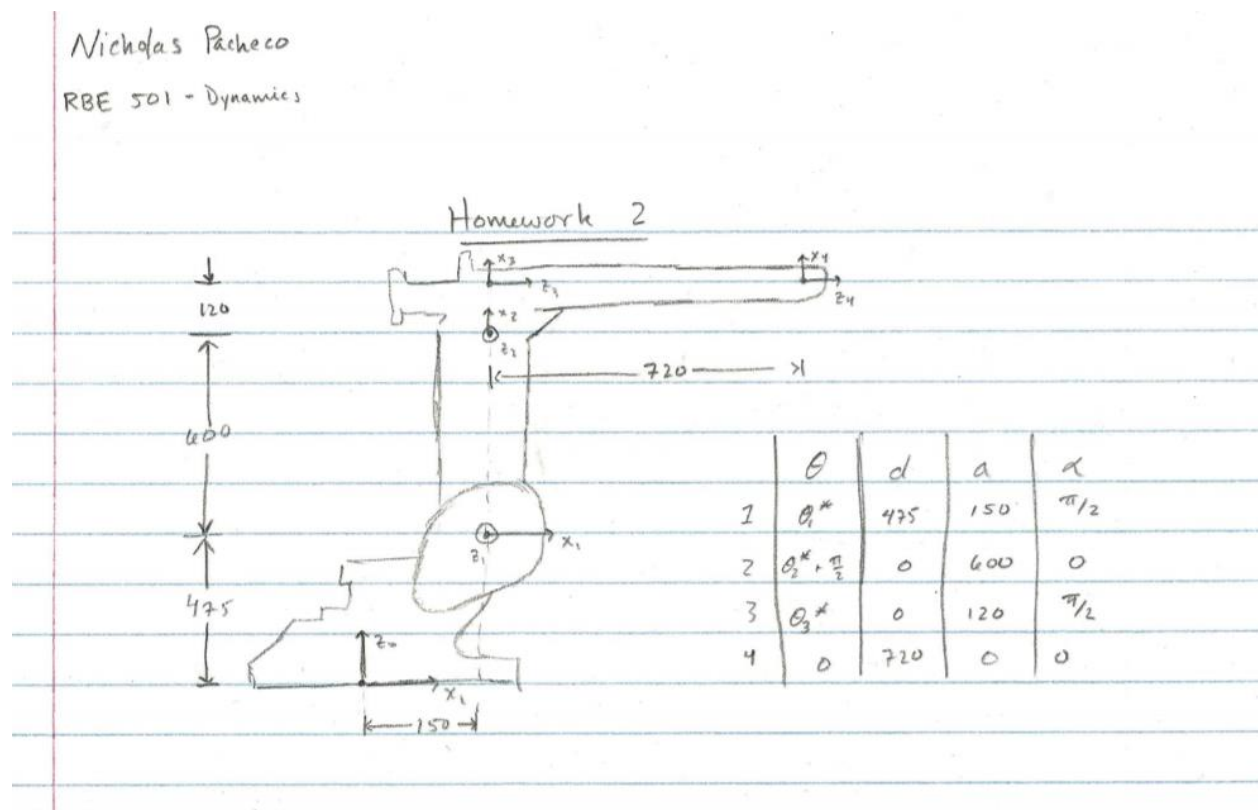 Nicholas Pacheco
RBE 501 - Dynamics
Homework 2
x₃
x₄
z₃
z₄
120
x₂
z₂
720
600
θ d a α
1 θ₁* 475 150 π/2
z₁
x₁
2 θ₂* + π/2 0 600 0
475
3 θ₃* 0 120 π/2
z₀
4 0 720 0 0
x₁
150